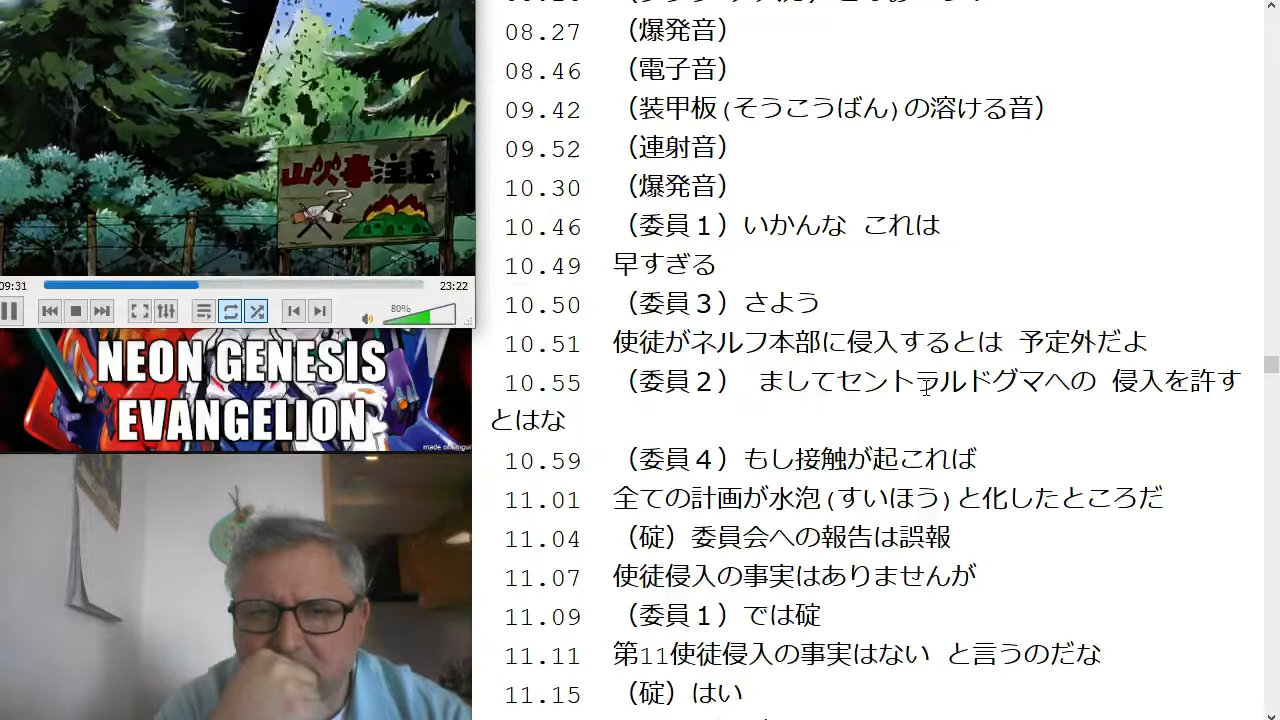 08.27 （爆発音）
08.46 （電子音）
09.42 （装甲板(そうこうばん)の溶ける音）
09.52 （連射音）
10.30 （爆発音）
10.46 （委員１）いかんな これは
10.49 早すぎる
10.50 （委員３）さよう
10.51 使徒がネルフ本部に侵入するとは 予定外だよ
10.55 （委員２） ましてセントラルドグマへの 侵入を許す
とはな
10.59 （委員４）もし接触が起これば
11.01 全ての計画が水泡(すいほう)と化したところだ
11.04 （碇）委員会への報告は誤報
11.07 使徒侵入の事実はありませんが
11.09 （委員１）では碇
11.11 第11使徒侵入の事実はない と言うのだな
11.15 （碇）はい
山火事注意
09:31
23:22
80%
NEON GENESIS
EVANGELION